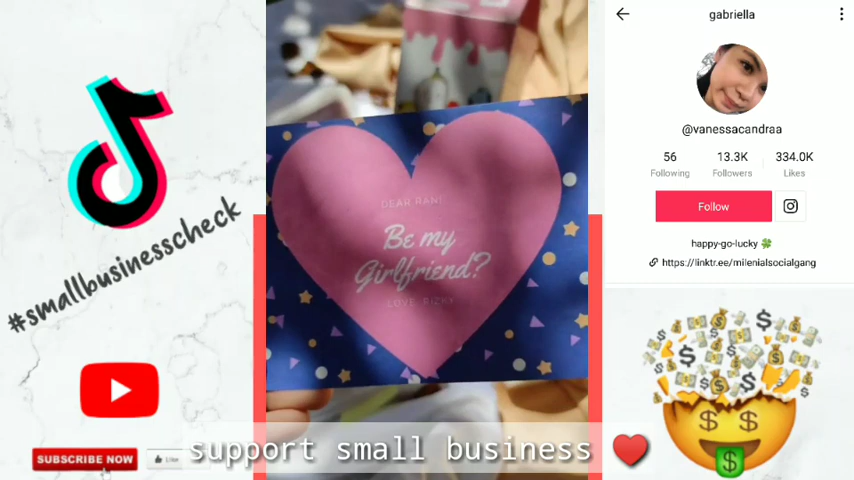 #smallbusinesscheck
SUBSCRIBE NOW
Like
DEAR RANI
Be my
Girlfriend?
LOVE, RIZKY
support small business
gabriella
@vanessacandraa
56
Following
13.3K
Followers
334.0K
Likes
Follow
happy-go-lucky 🍀
https://linktr.ee/milenialsocialgang